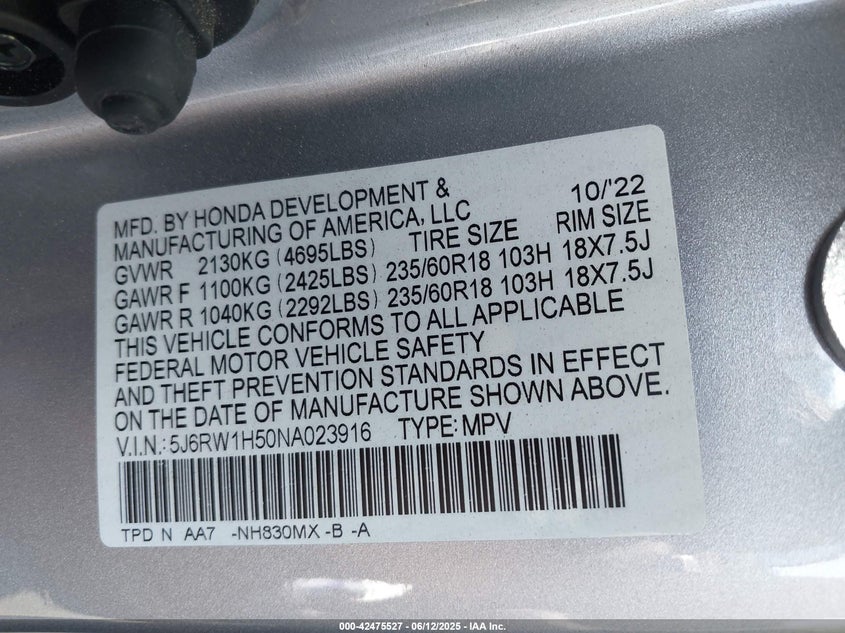 MFD. BY HONDA DEVELOPMENT & 10/'22
MANUFACTURING OF AMERICA, LLC
GVWR 2130KG (4695LBS) TIRE SIZE RIM SIZE
GAWR F 1100KG (2425LBS) 235/60R18 103H 18X7.5J
GAWR R 1040KG (2292LBS) 235/60R18 103H 18X7.5J
THIS VEHICLE CONFORMS TO ALL APPLICABLE
FEDERAL MOTOR VEHICLE SAFETY
AND THEFT PREVENTION STANDARDS IN EFFECT
ON THE DATE OF MANUFACTURE SHOWN ABOVE.
V.I.N.: 5J6RW1H50NA023916 TYPE: MPV
TPD N AA7 -NH830MX -B -A
000-42475527 - 06/12/2025 - IAA Inc.